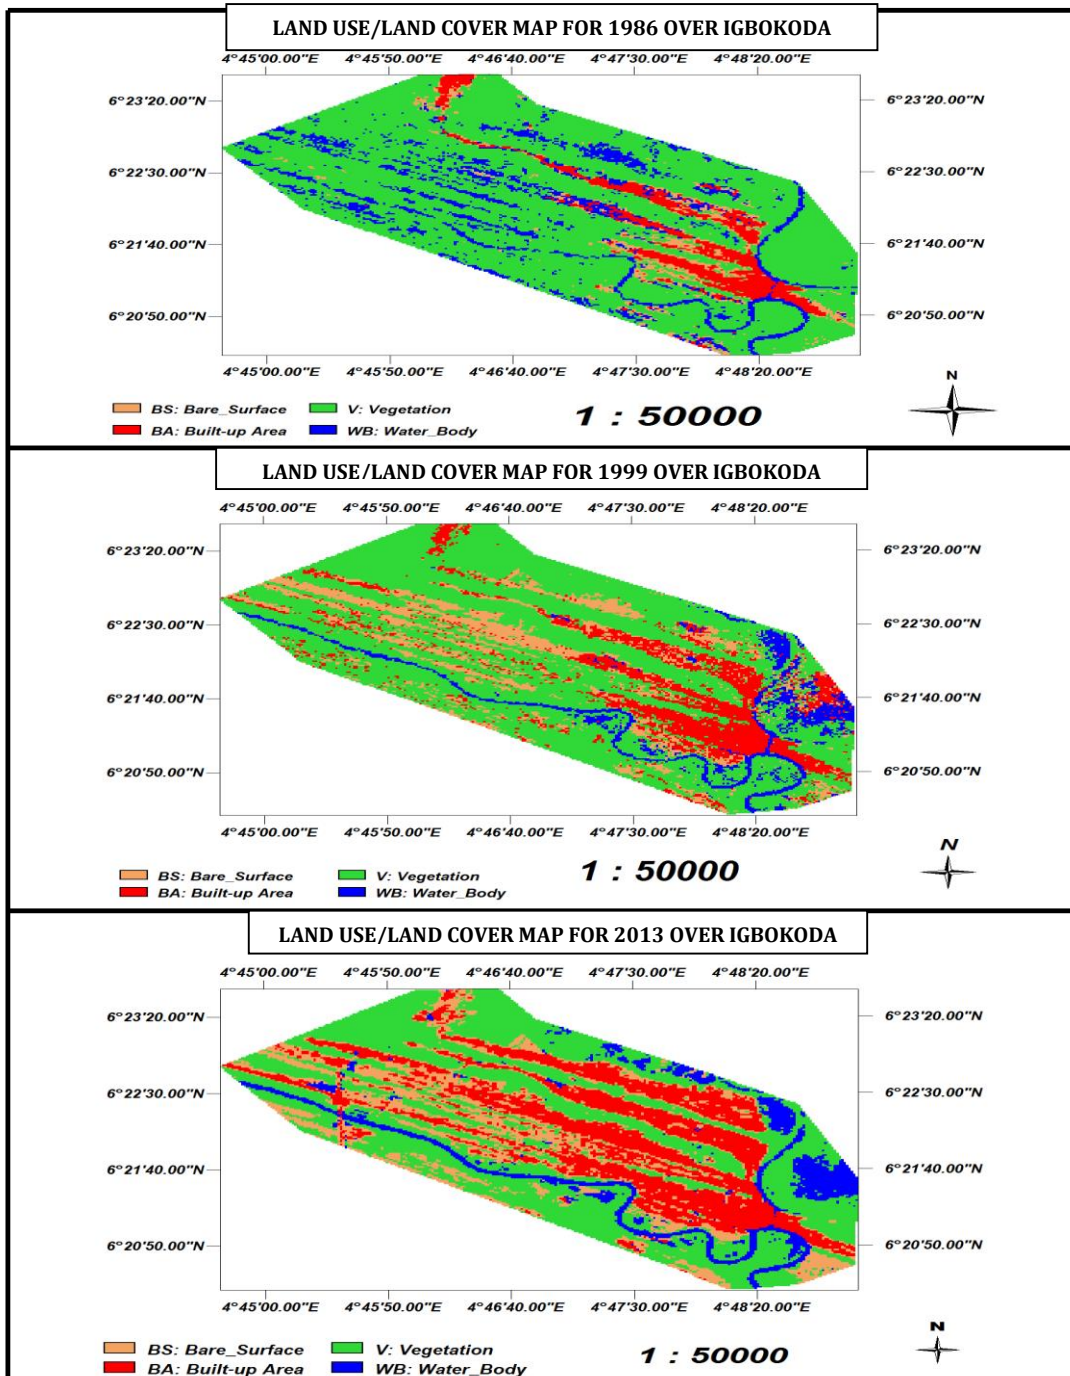 LAND USE/LAND COVER MAP FOR 1986 OVER IGBOKODA
4°45'00.00"E 4°45'50.00"E 4°46'40.00"E 4°47'30.00"E 4°48'20.00"E
6°23'20.00"N 6°23'20.00"N
6°22'30.00"N 6°22'30.00"N
6°21'40.00"N 6°21'40.00"N
6°20'50.00"N 6°20'50.00"N
4°45'00.00"E 4°45'50.00"E 4°46'40.00"E 4°47'30.00"E 4°48'20.00"E
N
BS: Bare_Surface V: Vegetation
BA: Built-up Area WB: Water_Body
1 : 50000
LAND USE/LAND COVER MAP FOR 1999 OVER IGBOKODA
4°45'00.00"E 4°45'50.00"E 4°46'40.00"E 4°47'30.00"E 4°48'20.00"E
6°23'20.00"N 6°23'20.00"N
6°22'30.00"N 6°22'30.00"N
6°21'40.00"N 6°21'40.00"N
6°20'50.00"N 6°20'50.00"N
4°45'00.00"E 4°45'50.00"E 4°46'40.00"E 4°47'30.00"E 4°48'20.00"E
N
BS: Bare_Surface V: Vegetation
BA: Built-up Area WB: Water_Body
1 : 50000
LAND USE/LAND COVER MAP FOR 2013 OVER IGBOKODA
4°45'00.00"E 4°45'50.00"E 4°46'40.00"E 4°47'30.00"E 4°48'20.00"E
6°23'20.00"N 6°23'20.00"N
6°22'30.00"N 6°22'30.00"N
6°21'40.00"N 6°21'40.00"N
6°20'50.00"N 6°20'50.00"N
4°45'00.00"E 4°45'50.00"E 4°46'40.00"E 4°47'30.00"E 4°48'20.00"E
N
BS: Bare_Surface V: Vegetation
BA: Built-up Area WB: Water_Body
1 : 50000